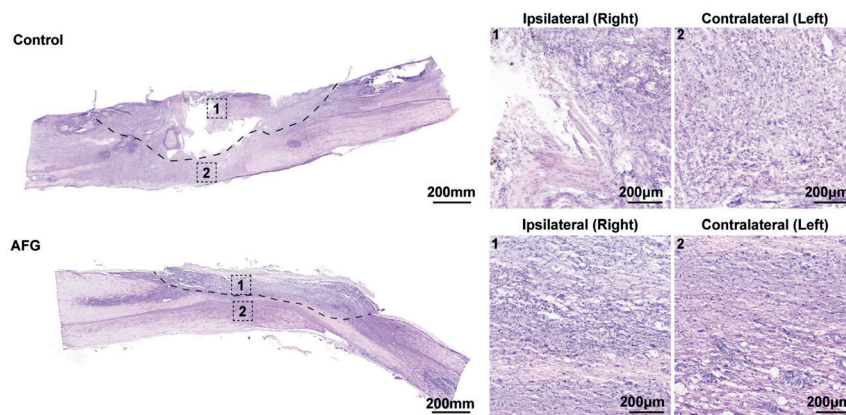 Control
1
2
200mm
Ipsilateral (Right)
Contralateral (Left)
1
200μm
2
200μm
AFG
1
2
200mm
Ipsilateral (Right)
Contralateral (Left)
1
200μm
2
200μm